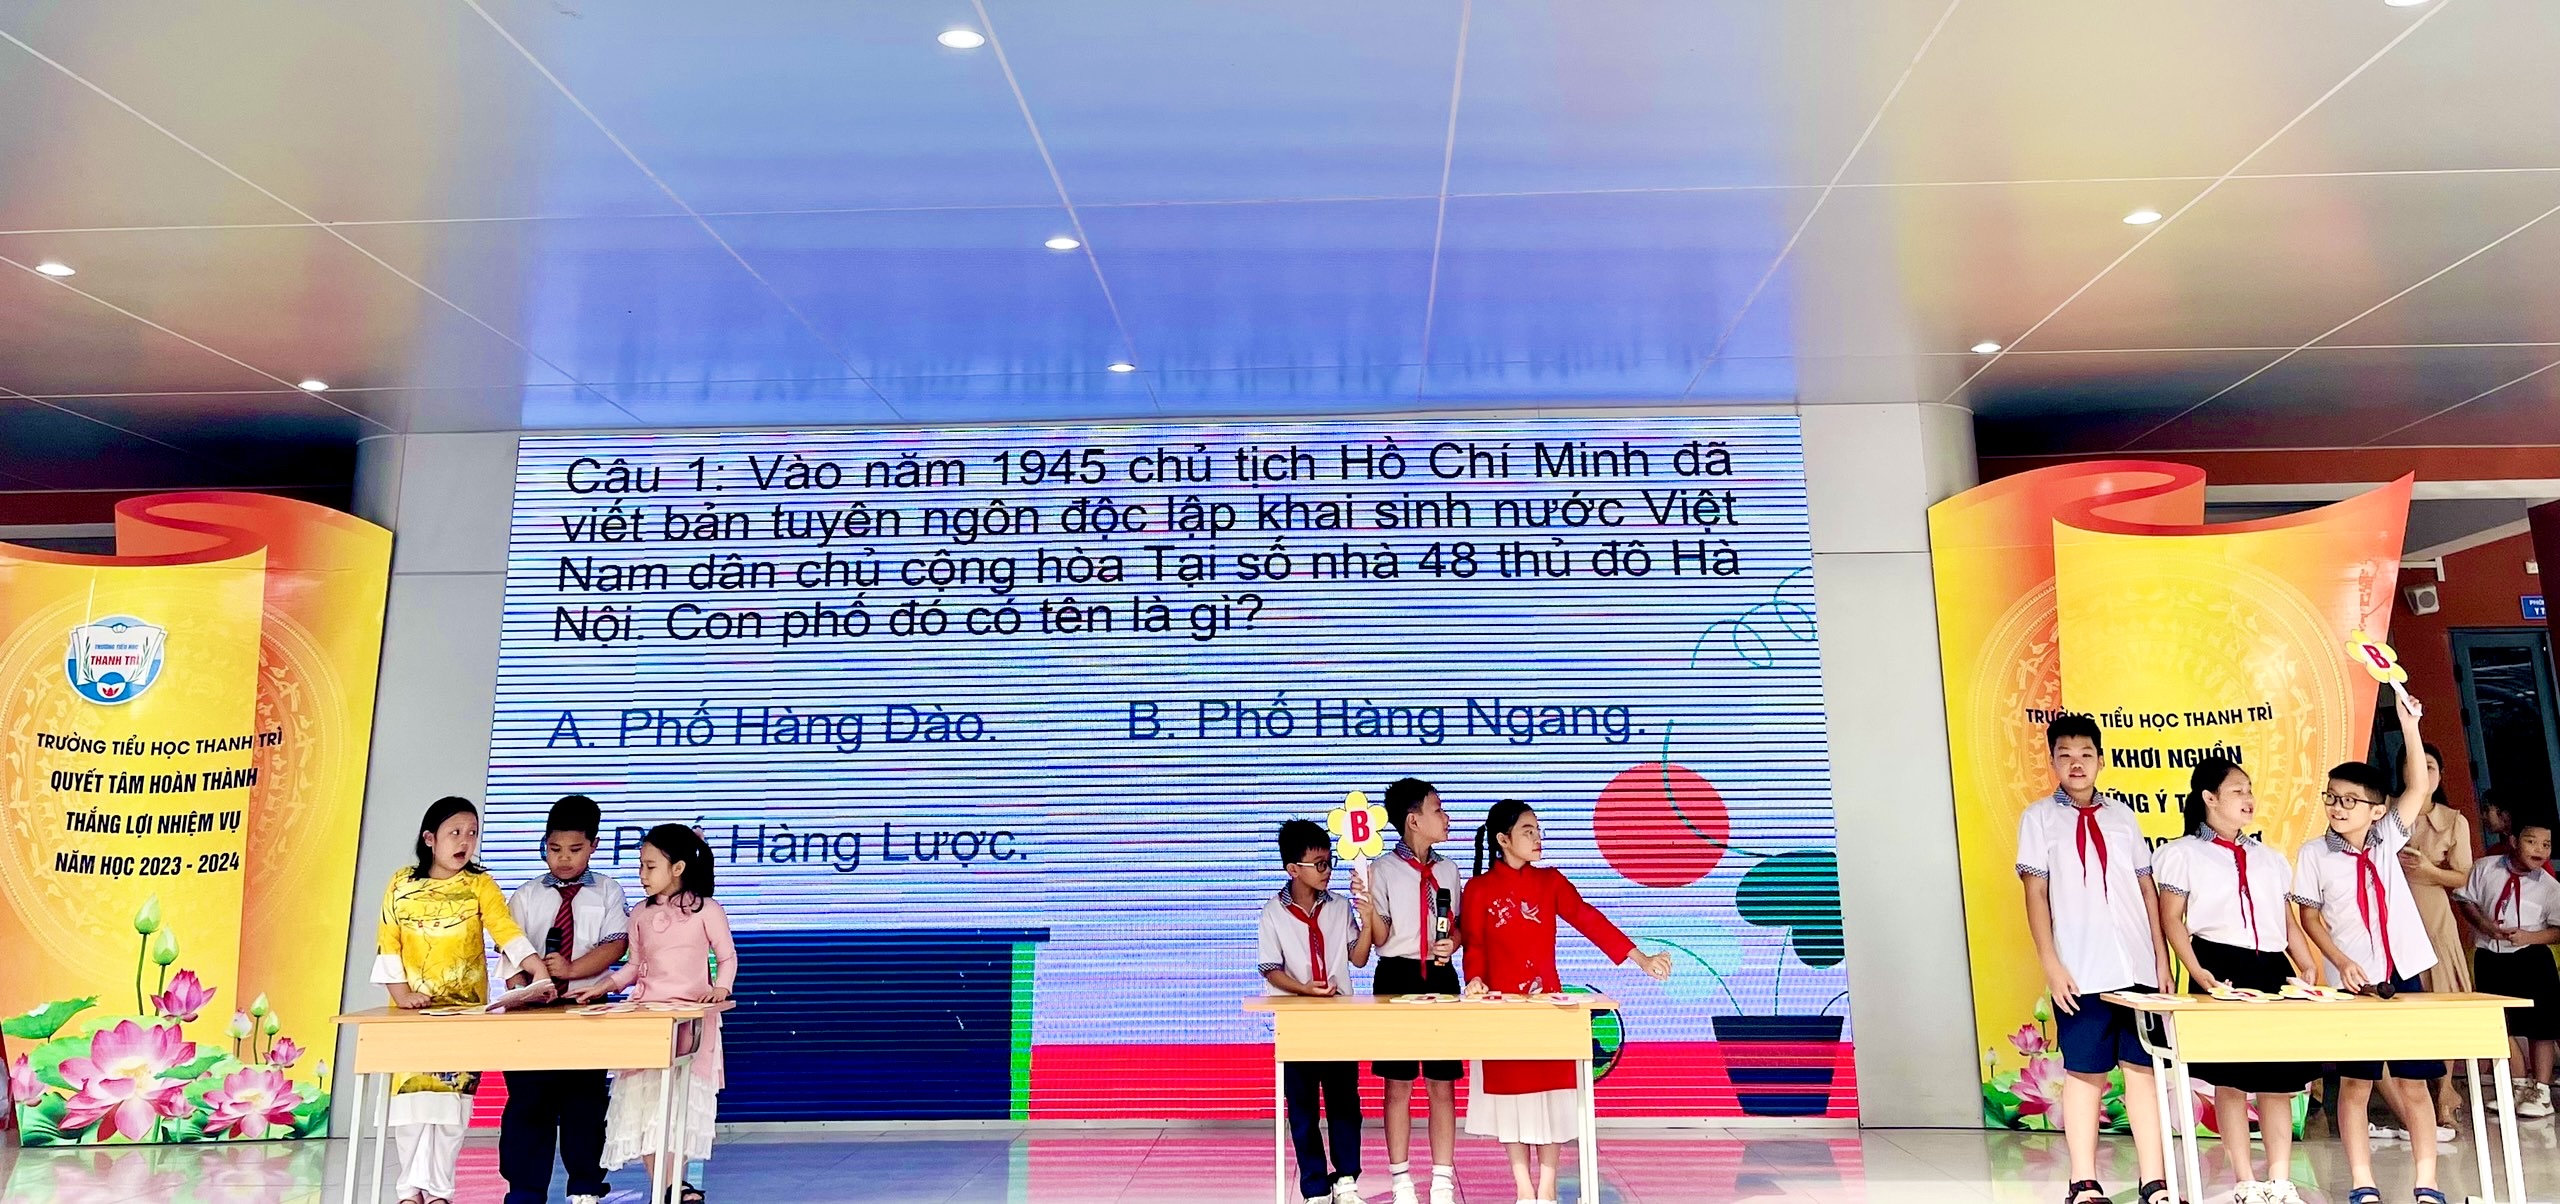 Câu 1: Vào năm 1945 chủ tịch Hồ Chí Minh đã
viết bản tuyên ngôn độc lập khai sinh nước Việt
Nam dân chủ cộng hòa Tại số nhà 48 thủ đô Hà
Nội. Con phố đó có tên là gì?
A. Phố Hàng Đào.
B. Phố Hàng Ngang.
Hàng Lược.
TRƯỜNG TIỂU HỌC
THANH TRÌ
TRƯỜNG TIỂU HỌC THANH TRÌ
QUYẾT TÂM HOÀN THÀNH
THẮNG LỢI NHIỆM VỤ
NĂM HỌC 2023 - 2024
B
B
TRƯỜNG TIỂU HỌC THANH TRÌ
KHƠI NGUỒN
Ý